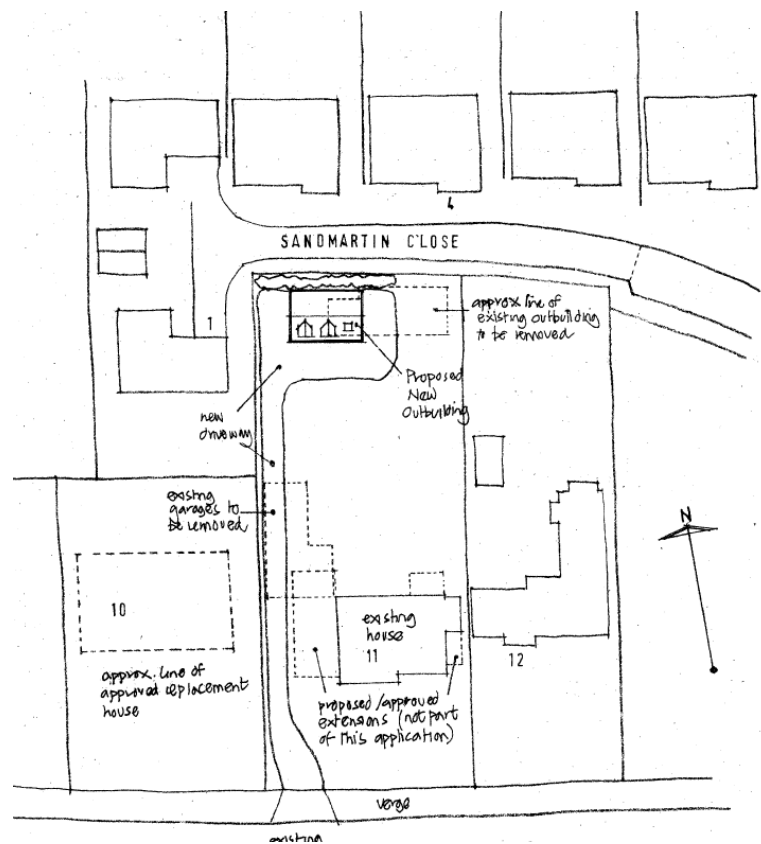 4
SANDMARTIN CLOSE
1
approx. line of
existing outbuilding
to be removed
Proposed
New
Outbuilding
new
driveway
existing
garages to
be removed
N
10
existing
house
11
12
approx. line of
approved replacement
house
proposed/approved
extensions (not part
of this application)
verge
existing